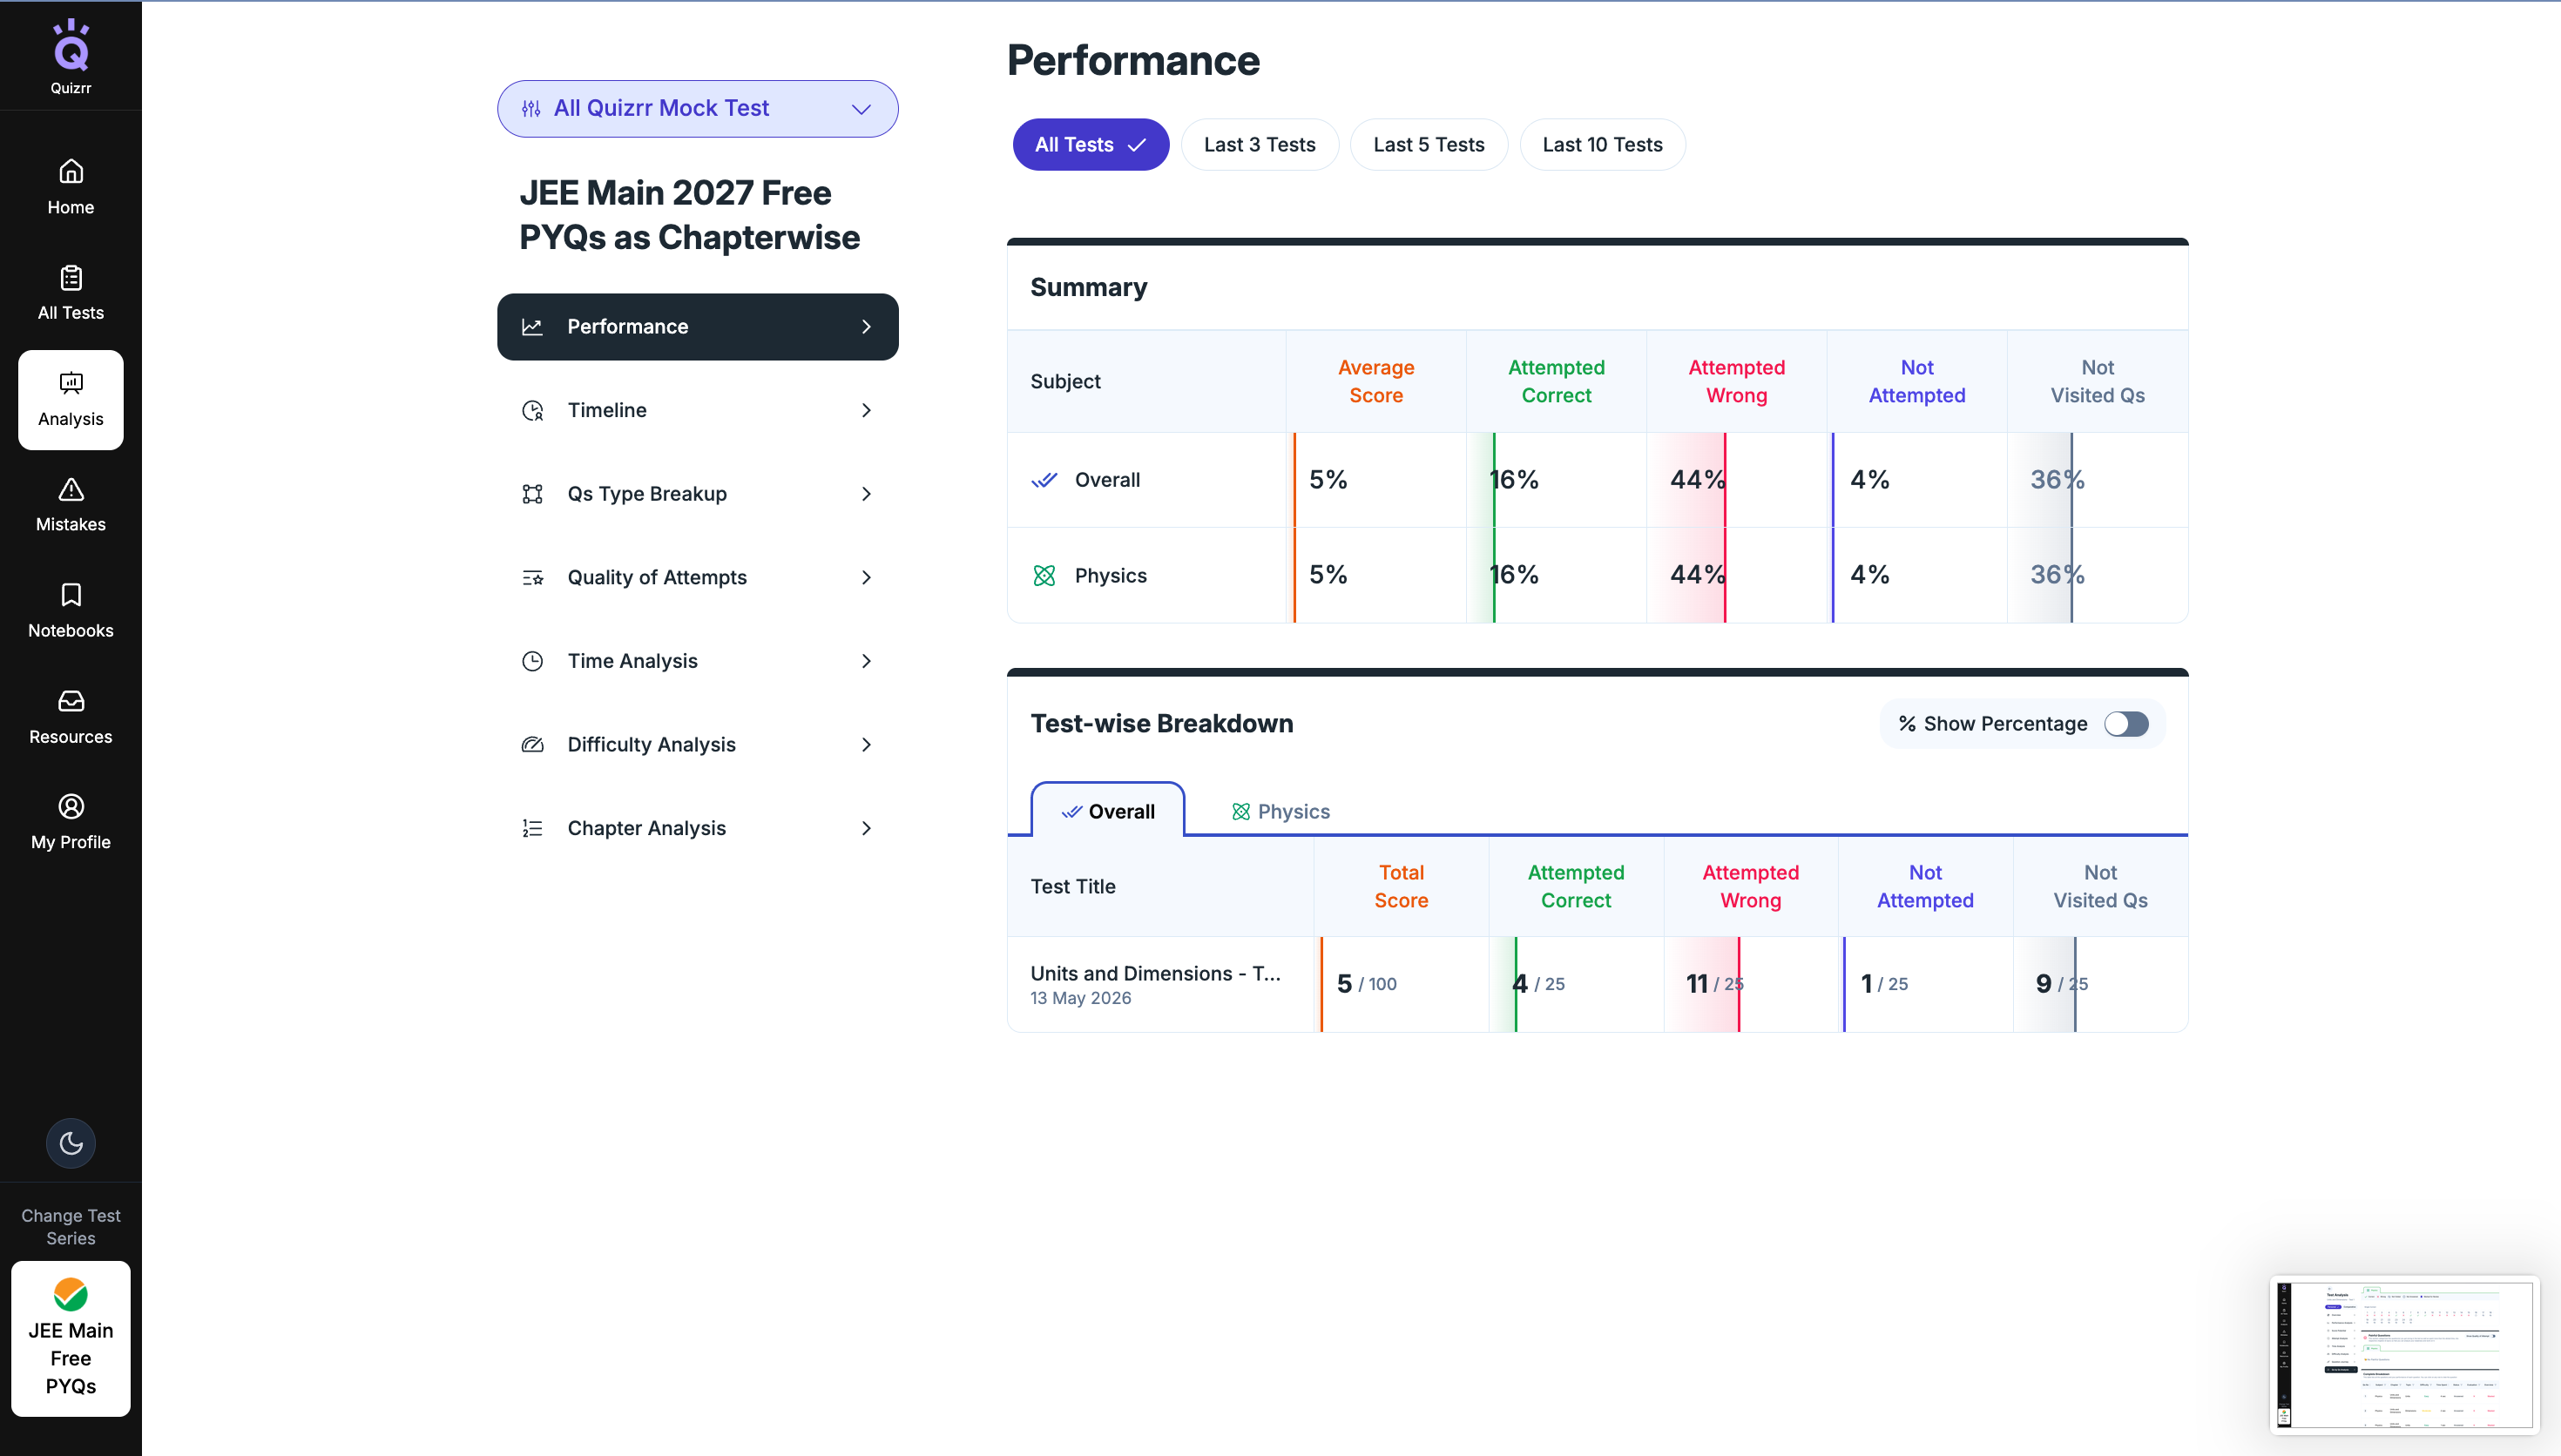 Quizrr
Home
All Tests
Analysis
Mistakes
Notebooks
Resources
My Profile
Change Test
Series
JEE Main
Free
PYQs
All Quizrr Mock Test
JEE Main 2027 Free
PYQs as Chapterwise
Performance
Timeline
Qs Type Breakup
Quality of Attempts
Time Analysis
Difficulty Analysis
Chapter Analysis
Performance
All Tests
Last 3 Tests
Last 5 Tests
Last 10 Tests
Summary
Subject
Average
Score
Attempted
Correct
Attempted
Wrong
Not
Attempted
Not
Visited Qs
Overall 5% 16% 44% 4% 36%
Physics 5% 16% 44% 4% 36%
Test-wise Breakdown
% Show Percentage
Overall
Physics
Test Title
Total
Score
Attempted
Correct
Attempted
Wrong
Not
Attempted
Not
Visited Qs
Units and Dimensions - T...
13 May 2026
5 / 100
4 / 25
11 / 25
1 / 25
9 / 25